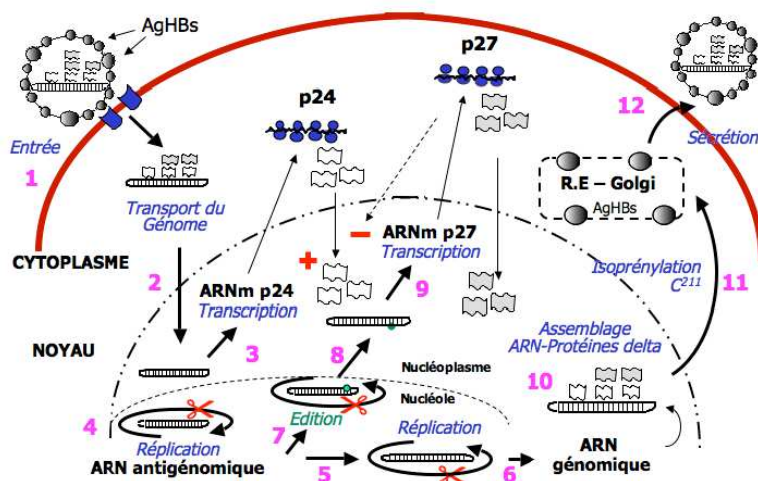 AgHBs
Entrée
1
Transport du
Génome
CYTOPLASME
2
NOYAU
p24
p27
12
Sécrétion
R.E – Golgi
AgHBs
ARNm p27
Transcription
–
+
9
ARNm p24
Transcription
3
Isoprénylation
C²¹¹
11
Assemblage
ARN-Protéines delta
10
8
Nucléoplasme
Nucléole
4
Réplication
ARN antigénomique
Edition
7
5
Réplication
6
ARN
génomique